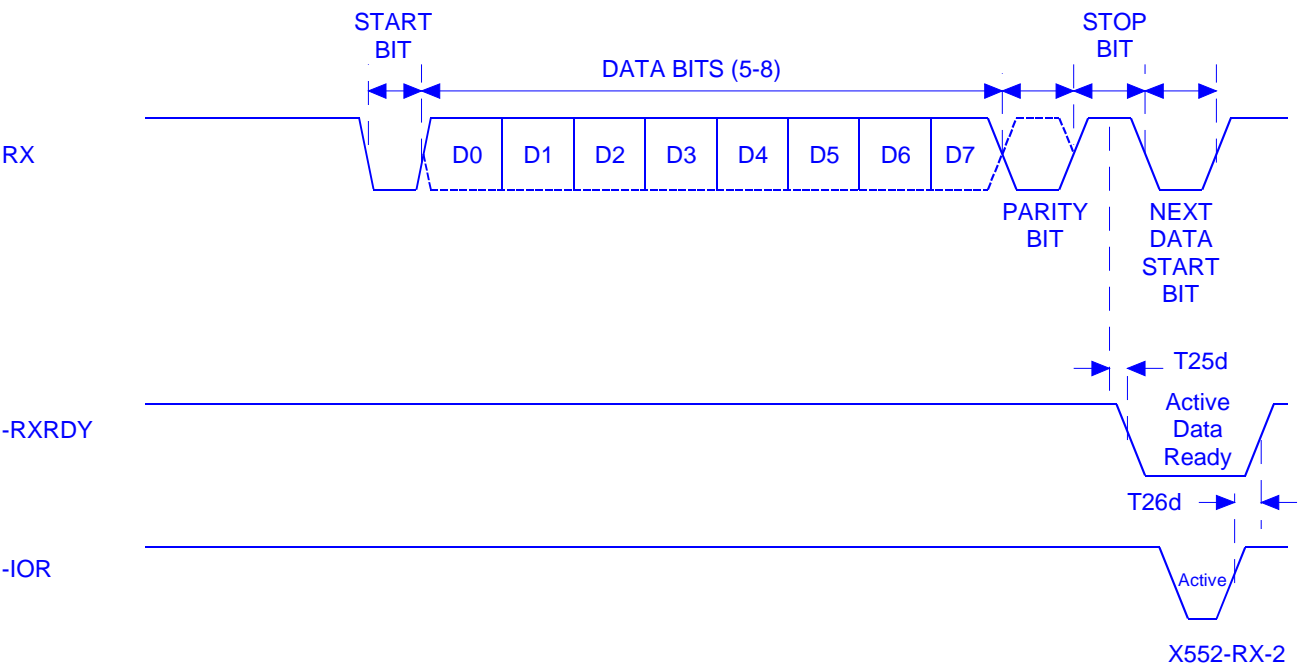 START
BIT
STOP
BIT
DATA BITS (5-8)
RX
D0 D1 D2 D3 D4 D5 D6 D7
PARITY
BIT
NEXT
DATA
START
BIT
T25d
-RXRDY
Active
Data
Ready
T26d
-IOR
Active
X552-RX-2